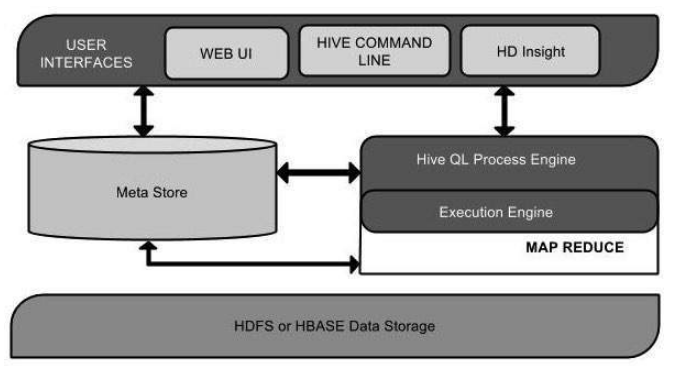 USER
INTERFACES
WEB UI
HIVE COMMAND
LINE
HD Insight
Meta Store
Hive QL Process Engine
Execution Engine
MAP REDUCE
HDFS or HBASE Data Storage